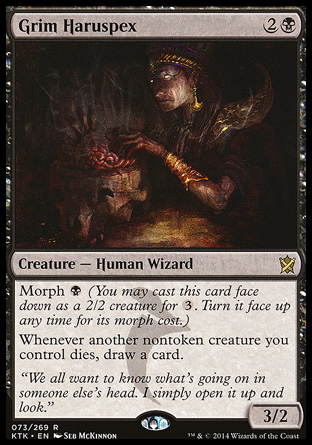 Grim Haruspex 2
Creature — Human Wizard
Morph (You may cast this card face
down as a 2/2 creature for 3. Turn it face up
any time for its morph cost.)
Whenever another nontoken creature you
control dies, draw a card.
“We all want to know what’s going on in
someone else’s head. I simply open it up and
look.”
3/2
073/269 R
KTK • EN Seb McKinnon
™ & © 2014 Wizards of the Coast